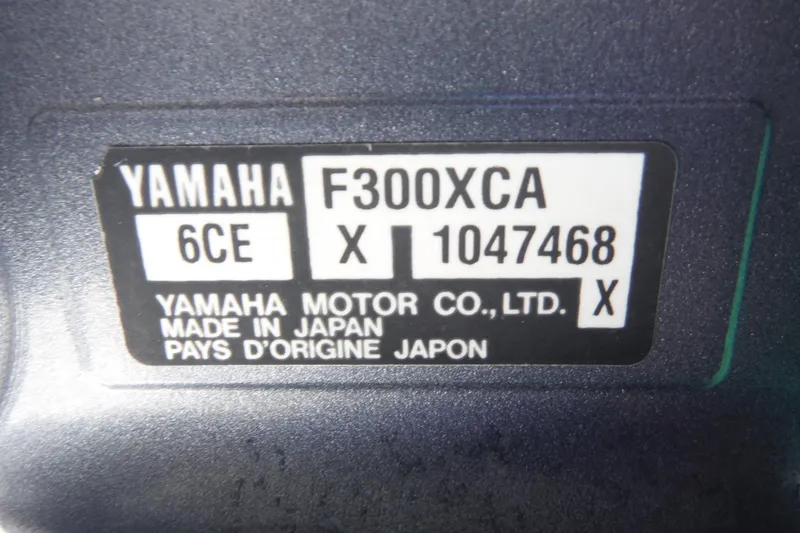 YAMAHA F300XCA
6CE X 1047468
YAMAHA MOTOR CO.,LTD. X
MADE IN JAPAN
PAYS D'ORIGINE JAPON